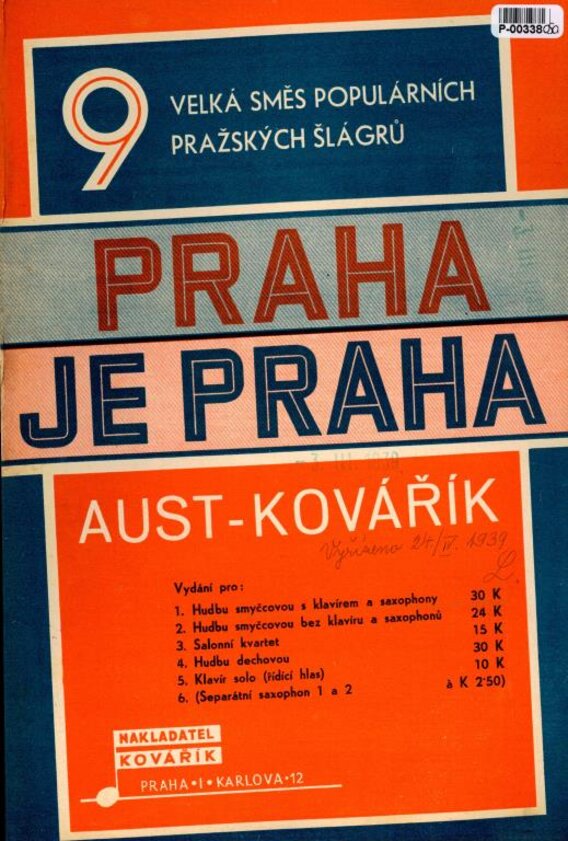 P-00338
9
VELKÁ SMĚS POPULÁRNÍCH
PRAŽSKÝCH ŠLÁGRŮ
PRAHA
JE PRAHA
-3. III. 1939
AUST-KOVÁŘÍK
Vyřízeno 24/IV. 1939
L.
Vydání pro:
1. Hudbu smyčcovou s klavírem a saxophony 30 K
2. Hudbu smyčcovou bez klavíru a saxophonů 24 K
3. Salonní kvartet 15 K
4. Hudbu dechovou 30 K
5. Klavír solo (řídící hlas) 10 K
6. (Separátní saxophon 1 a 2 à K 2·50)
NAKLADATEL
KOVÁŘÍK
PRAHA•I•KARLOVA•12